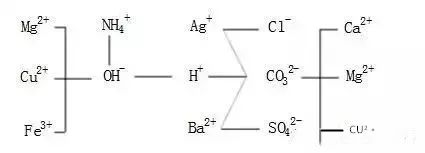 Mg²⁺ NH₄⁺ Ag⁺ Cl⁻ Ca²⁺
Cu²⁺ OH⁻ H⁺ CO₃²⁻ Mg²⁺
Fe³⁺ Ba²⁺ SO₄²⁻ CU²⁺